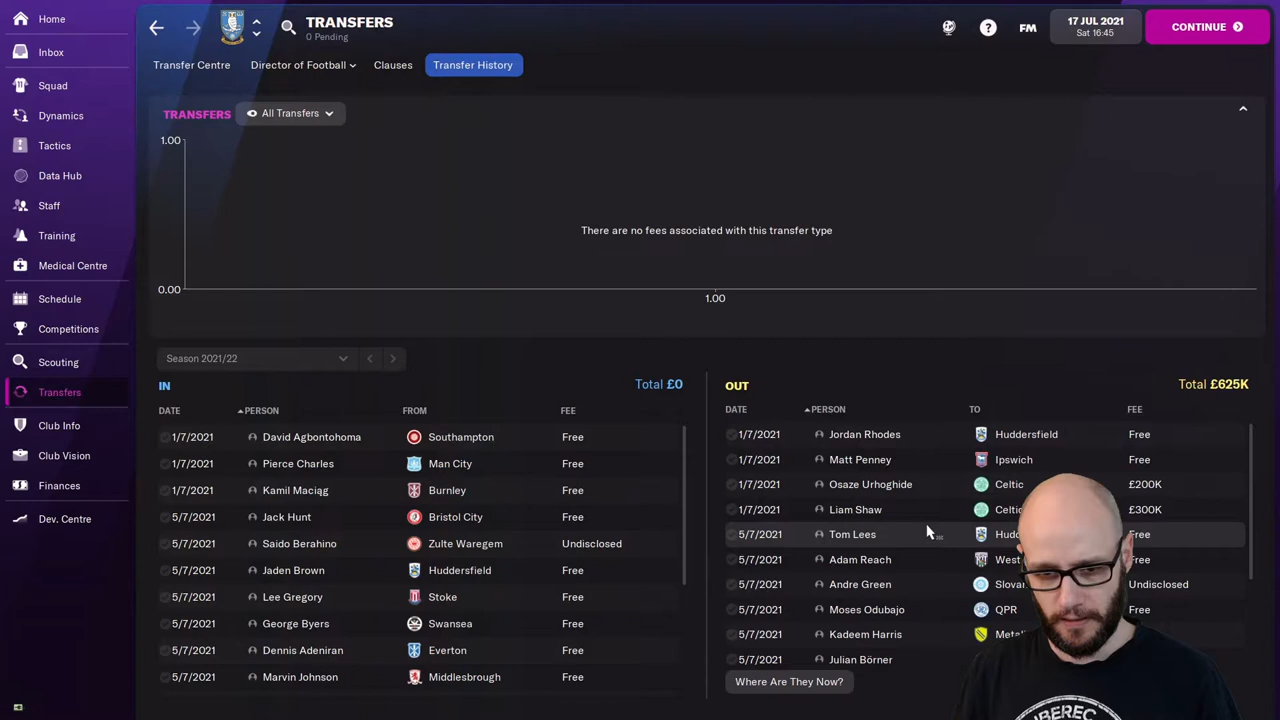 Home
Inbox
Squad
Dynamics
Tactics
Data Hub
Staff
Training
Medical Centre
Schedule
Competitions
Scouting
Transfers
Club Info
Club Vision
Finances
Dev. Centre
TRANSFERS
0 Pending
?
FM
17 JUL 2021
Sat 16:45
CONTINUE
Transfer Centre
Director of Football
Clauses
Transfer History
TRANSFERS
All Transfers
1.00
There are no fees associated with this transfer type
0.00
1.00
Season 2021/22
IN
Total £0
DATE PERSON FROM FEE
1/7/2021 David Agbontohoma Southampton Free
1/7/2021 Pierce Charles Man City Free
1/7/2021 Kamil Maciąg Burnley Free
5/7/2021 Jack Hunt Bristol City Free
5/7/2021 Saido Berahino Zulte Waregem Undisclosed
5/7/2021 Jaden Brown Huddersfield Free
5/7/2021 Lee Gregory Stoke Free
5/7/2021 George Byers Swansea Free
5/7/2021 Dennis Adeniran Everton Free
5/7/2021 Marvin Johnson Middlesbrough Free
OUT
Total £625K
DATE PERSON TO FEE
1/7/2021 Jordan Rhodes Huddersfield Free
1/7/2021 Matt Penney Ipswich Free
1/7/2021 Osaze Urhoghide Celtic £200K
1/7/2021 Liam Shaw Celtic £300K
5/7/2021 Tom Lees Free
5/7/2021 Adam Reach West Free
5/7/2021 Andre Green Slovan Undisclosed
5/7/2021 Moses Odubajo QPR Free
5/7/2021 Kadeem Harris
5/7/2021 Julian Börner
Where Are They Now?